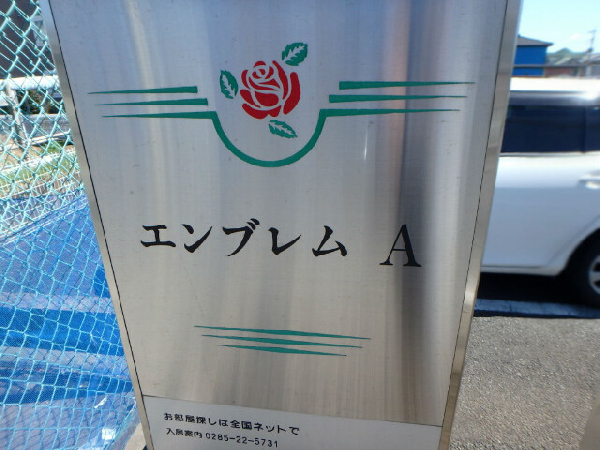 エンブレム A
お部屋探しは全国ネットで
入居案内 0285-22-5731